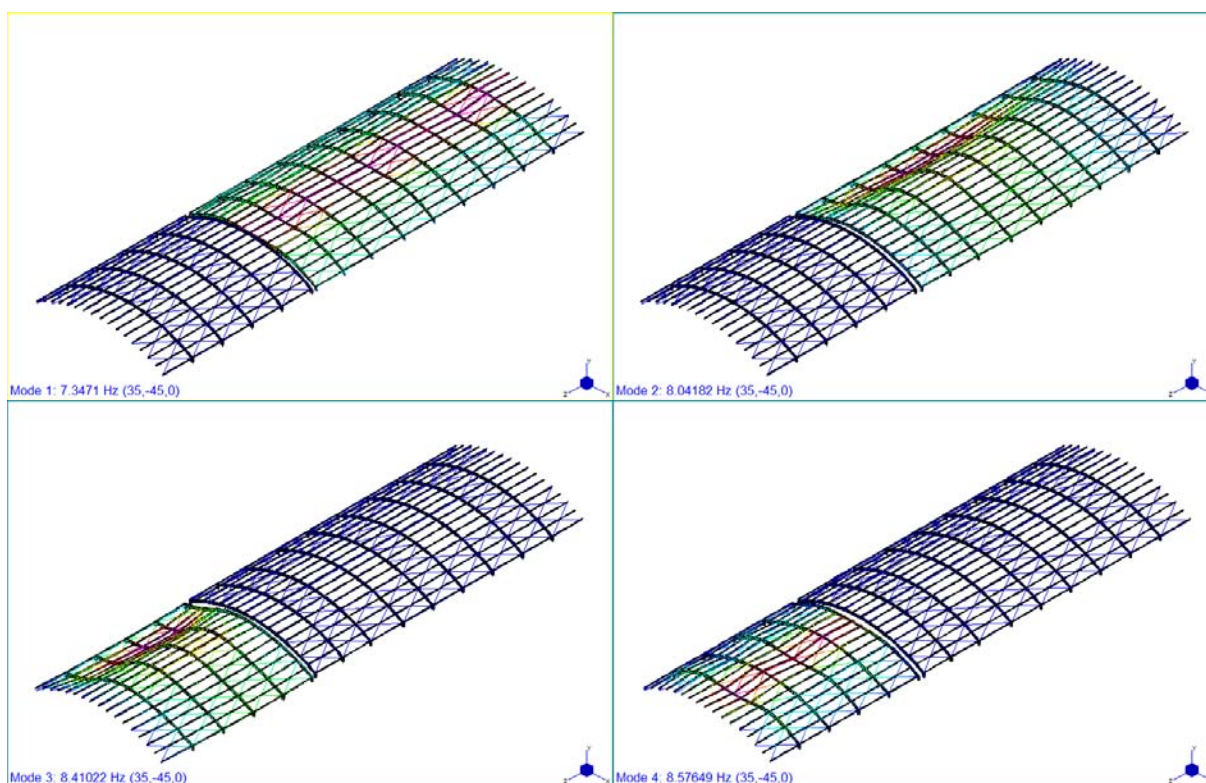 Mode 1: 7.3471 Hz (35,-45,0)
y
z
x
Mode 2: 8.04182 Hz (35,-45,0)
y
z
x
Mode 3: 8.41022 Hz (35,-45,0)
y
z
x
Mode 4: 8.57649 Hz (35,-45,0)
y
z
x